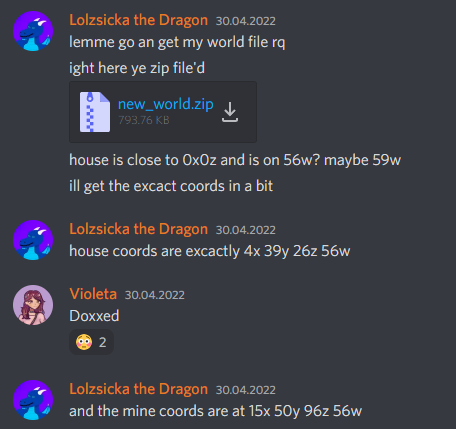 Lolzsicka the Dragon 30.04.2022
lemme go an get my world file rq
ight here ye zip file'd
new_world.zip
793.76 KB
house is close to 0x0z and is on 56w? maybe 59w
ill get the excact coords in a bit
Lolzsicka the Dragon 30.04.2022
house coords are excactly 4x 39y 26z 56w
Violeta 30.04.2022
Doxxed
2
Lolzsicka the Dragon 30.04.2022
and the mine coords are at 15x 50y 96z 56w